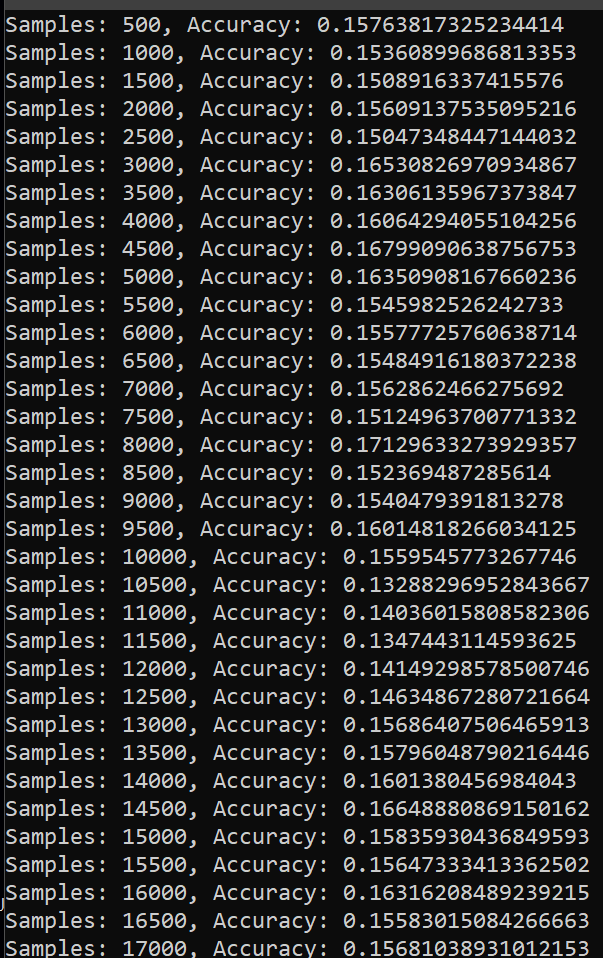 Samples: 500, Accuracy: 0.15763817325234414
Samples: 1000, Accuracy: 0.15360899686813353
Samples: 1500, Accuracy: 0.1508916337415576
Samples: 2000, Accuracy: 0.15609137535095216
Samples: 2500, Accuracy: 0.15047348447144032
Samples: 3000, Accuracy: 0.16530826970934867
Samples: 3500, Accuracy: 0.16306135967373847
Samples: 4000, Accuracy: 0.16064294055104256
Samples: 4500, Accuracy: 0.16799090638756753
Samples: 5000, Accuracy: 0.16350908167660236
Samples: 5500, Accuracy: 0.1545982526242733
Samples: 6000, Accuracy: 0.15577725760638714
Samples: 6500, Accuracy: 0.15484916180372238
Samples: 7000, Accuracy: 0.1562862466275692
Samples: 7500, Accuracy: 0.15124963700771332
Samples: 8000, Accuracy: 0.17129633273929357
Samples: 8500, Accuracy: 0.152369487285614
Samples: 9000, Accuracy: 0.1540479391813278
Samples: 9500, Accuracy: 0.16014818266034125
Samples: 10000, Accuracy: 0.1559545773267746
Samples: 10500, Accuracy: 0.13288296952843667
Samples: 11000, Accuracy: 0.14036015808582306
Samples: 11500, Accuracy: 0.1347443114593625
Samples: 12000, Accuracy: 0.14149298578500746
Samples: 12500, Accuracy: 0.14634867280721664
Samples: 13000, Accuracy: 0.15686407506465913
Samples: 13500, Accuracy: 0.15796048790216446
Samples: 14000, Accuracy: 0.1601380456984043
Samples: 14500, Accuracy: 0.16648880869150162
Samples: 15000, Accuracy: 0.15835930436849593
Samples: 15500, Accuracy: 0.15647333413362502
Samples: 16000, Accuracy: 0.16316208489239215
Samples: 16500, Accuracy: 0.15583015084266663
Samples: 17000, Accuracy: 0.15681038931012153